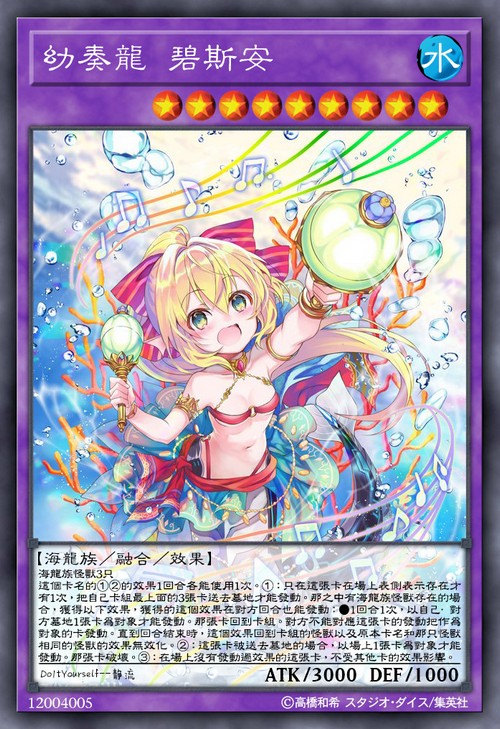 幼奏龍 碧斯安
水
【海龍族/融合/效果】
海龍族怪獸3只
這個卡名的①②的效果1回合各能使用1次。①:只在這張卡在場上表側表示存在才
有1次,把自己卡組最上面的3張卡送去墓地才能發動。那之中有海龍族怪獸存在的場
合,獲得以下效果,獲得的這個效果在對方回合也能發動:●1回合1次,以自己·對
方墓地1張卡為對象才能發動。那張卡回到卡組。對方不能對應這張卡的發動把作為
對象的卡發動。直到回合結束時,這個效果回到卡組的怪獸以及原本卡名和那只怪獸
相同的怪獸的效果無效化。②:這張卡被送去墓地的場合,以場上1張卡為對象才能
發動。那張卡破壞。③:在場上沒有發動過效果的這張卡,不受其他卡的效果影響。
DoItYourself--靜流
ATK/3000 DEF/1000
12004005
©高橋和希 スタジオ·ダイス/集英社